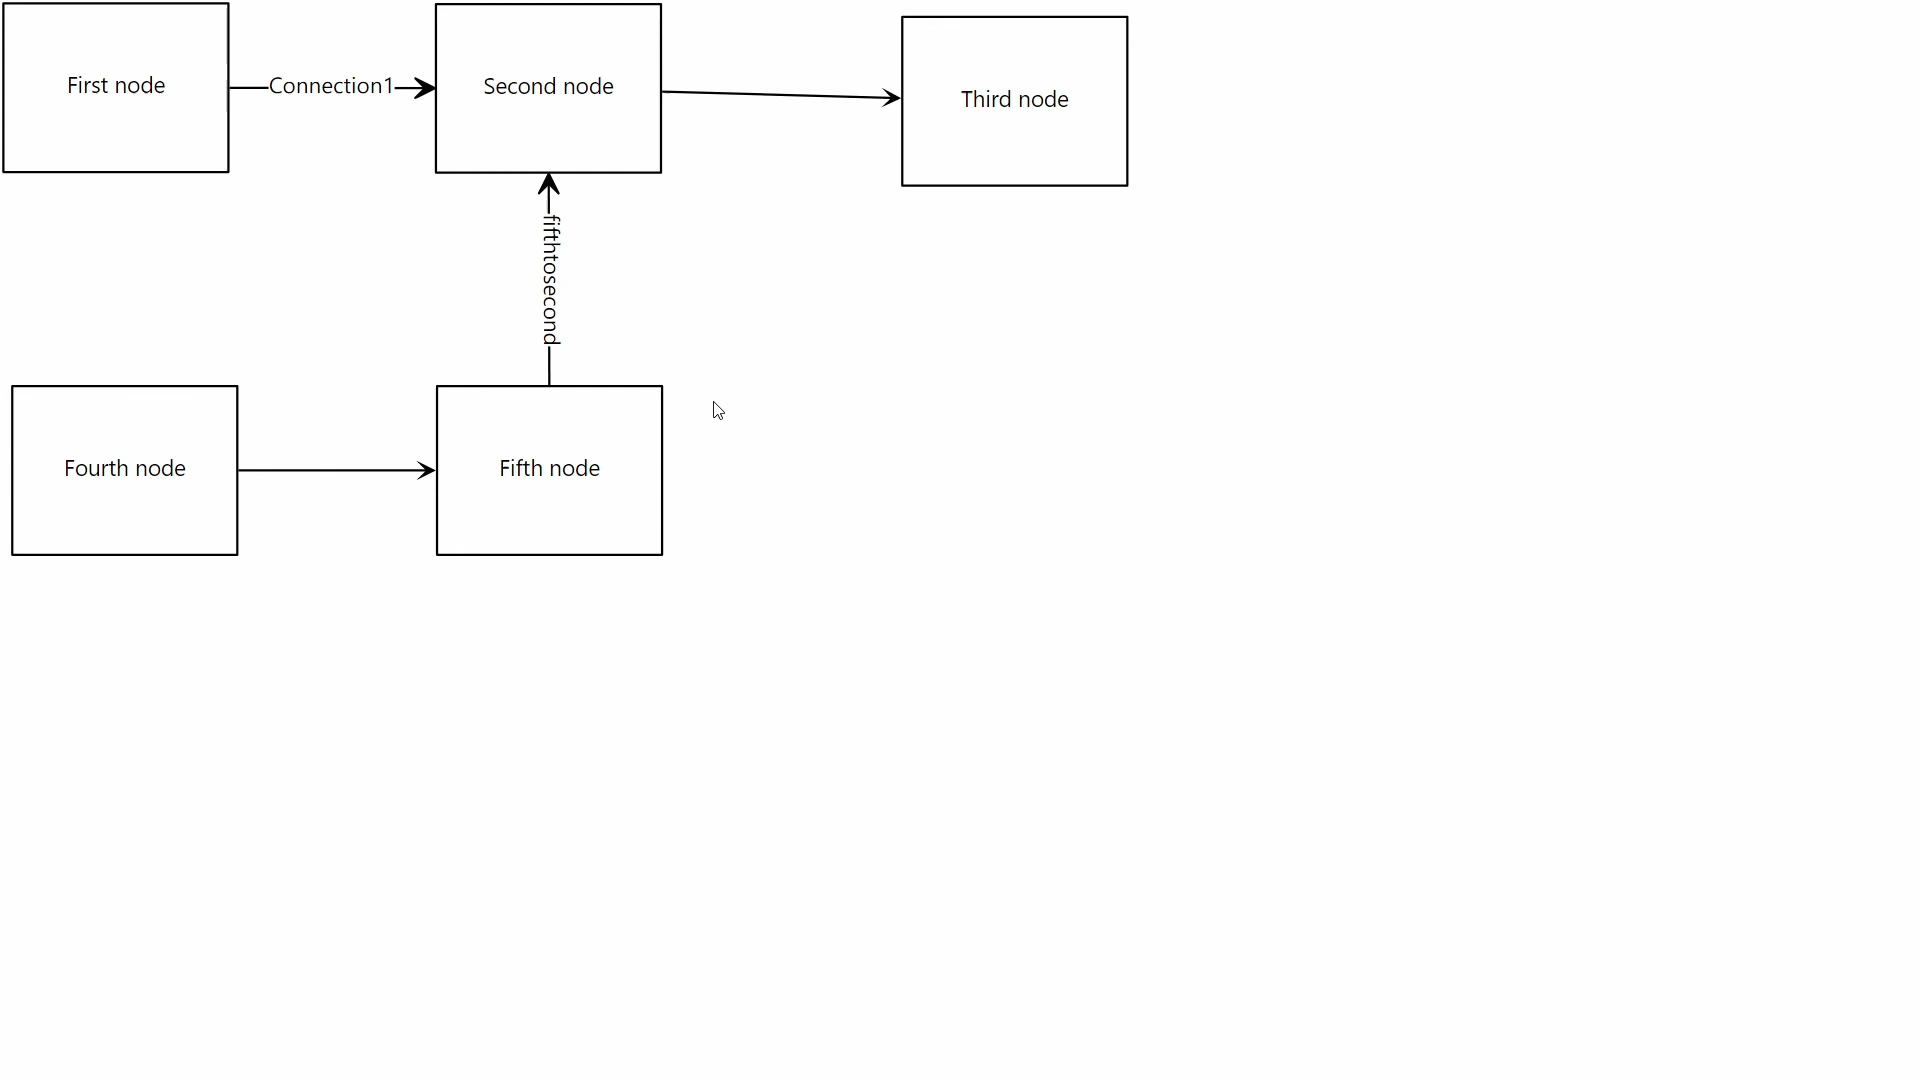 First node
Connection1
Second node
Third node
fifthtosecond
Fourth node
Fifth node